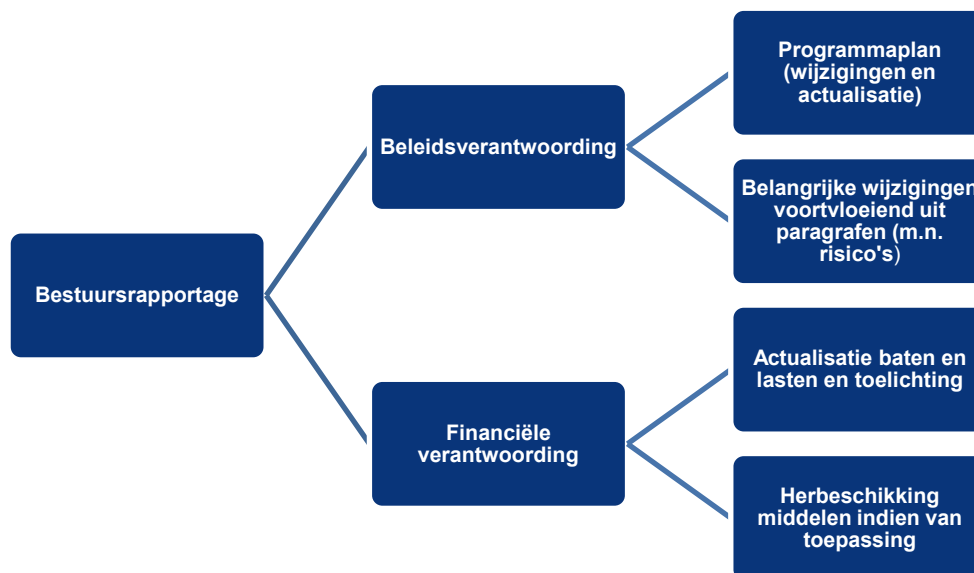 Programmaplan
(wijzigingen en
actualisatie)
Beleidsverantwoording
Belangrijke wijzigingen
voortvloeiend uit
paragrafen (m.n.
risico's)
Bestuursrapportage
Actualisatie baten en
lasten en toelichting
Financiële
verantwoording
Herbeschikking
middelen indien van
toepassing